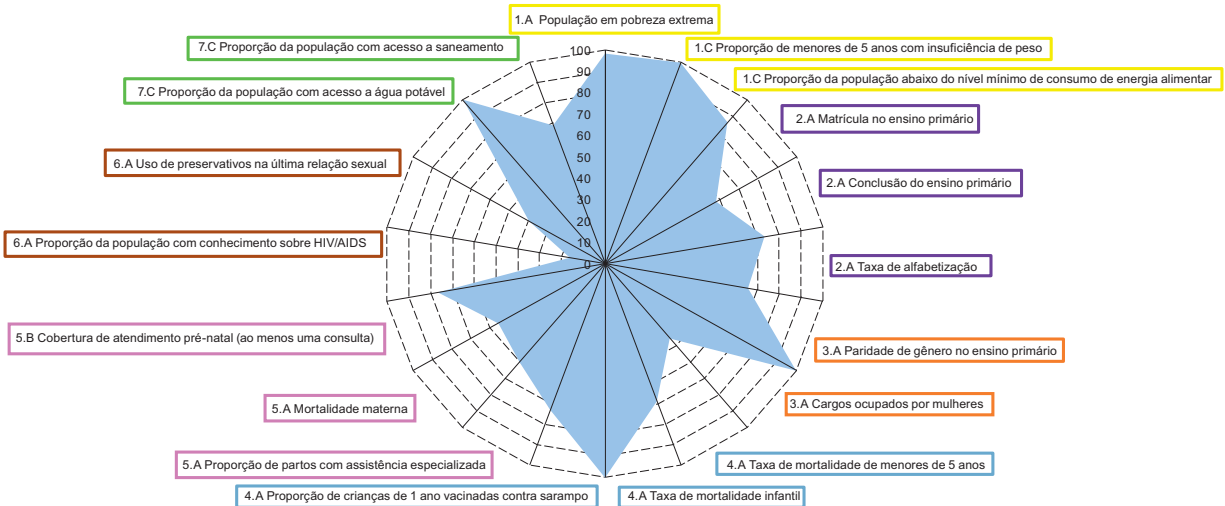 1.A População em pobreza extrema
7.C Proporção da população com acesso a saneamento
1.C Proporção de menores de 5 anos com insuficiência de peso
7.C Proporção da população com acesso a água potável
1.C Proporção da população abaixo do nível mínimo de consumo de energia alimentar
2.A Matrícula no ensino primário
6.A Uso de preservativos na última relação sexual
2.A Conclusão do ensino primário
6.A Proporção da população com conhecimento sobre HIV/AIDS
2.A Taxa de alfabetização
5.B Cobertura de atendimento pré-natal (ao menos uma consulta)
3.A Paridade de gênero no ensino primário
5.A Mortalidade materna
3.A Cargos ocupados por mulheres
5.A Proporção de partos com assistência especializada
4.A Taxa de mortalidade de menores de 5 anos
4.A Proporção de crianças de 1 ano vacinadas contra sarampo
4.A Taxa de mortalidade infantil
100
90
80
70
60
50
40
30
20
10
0